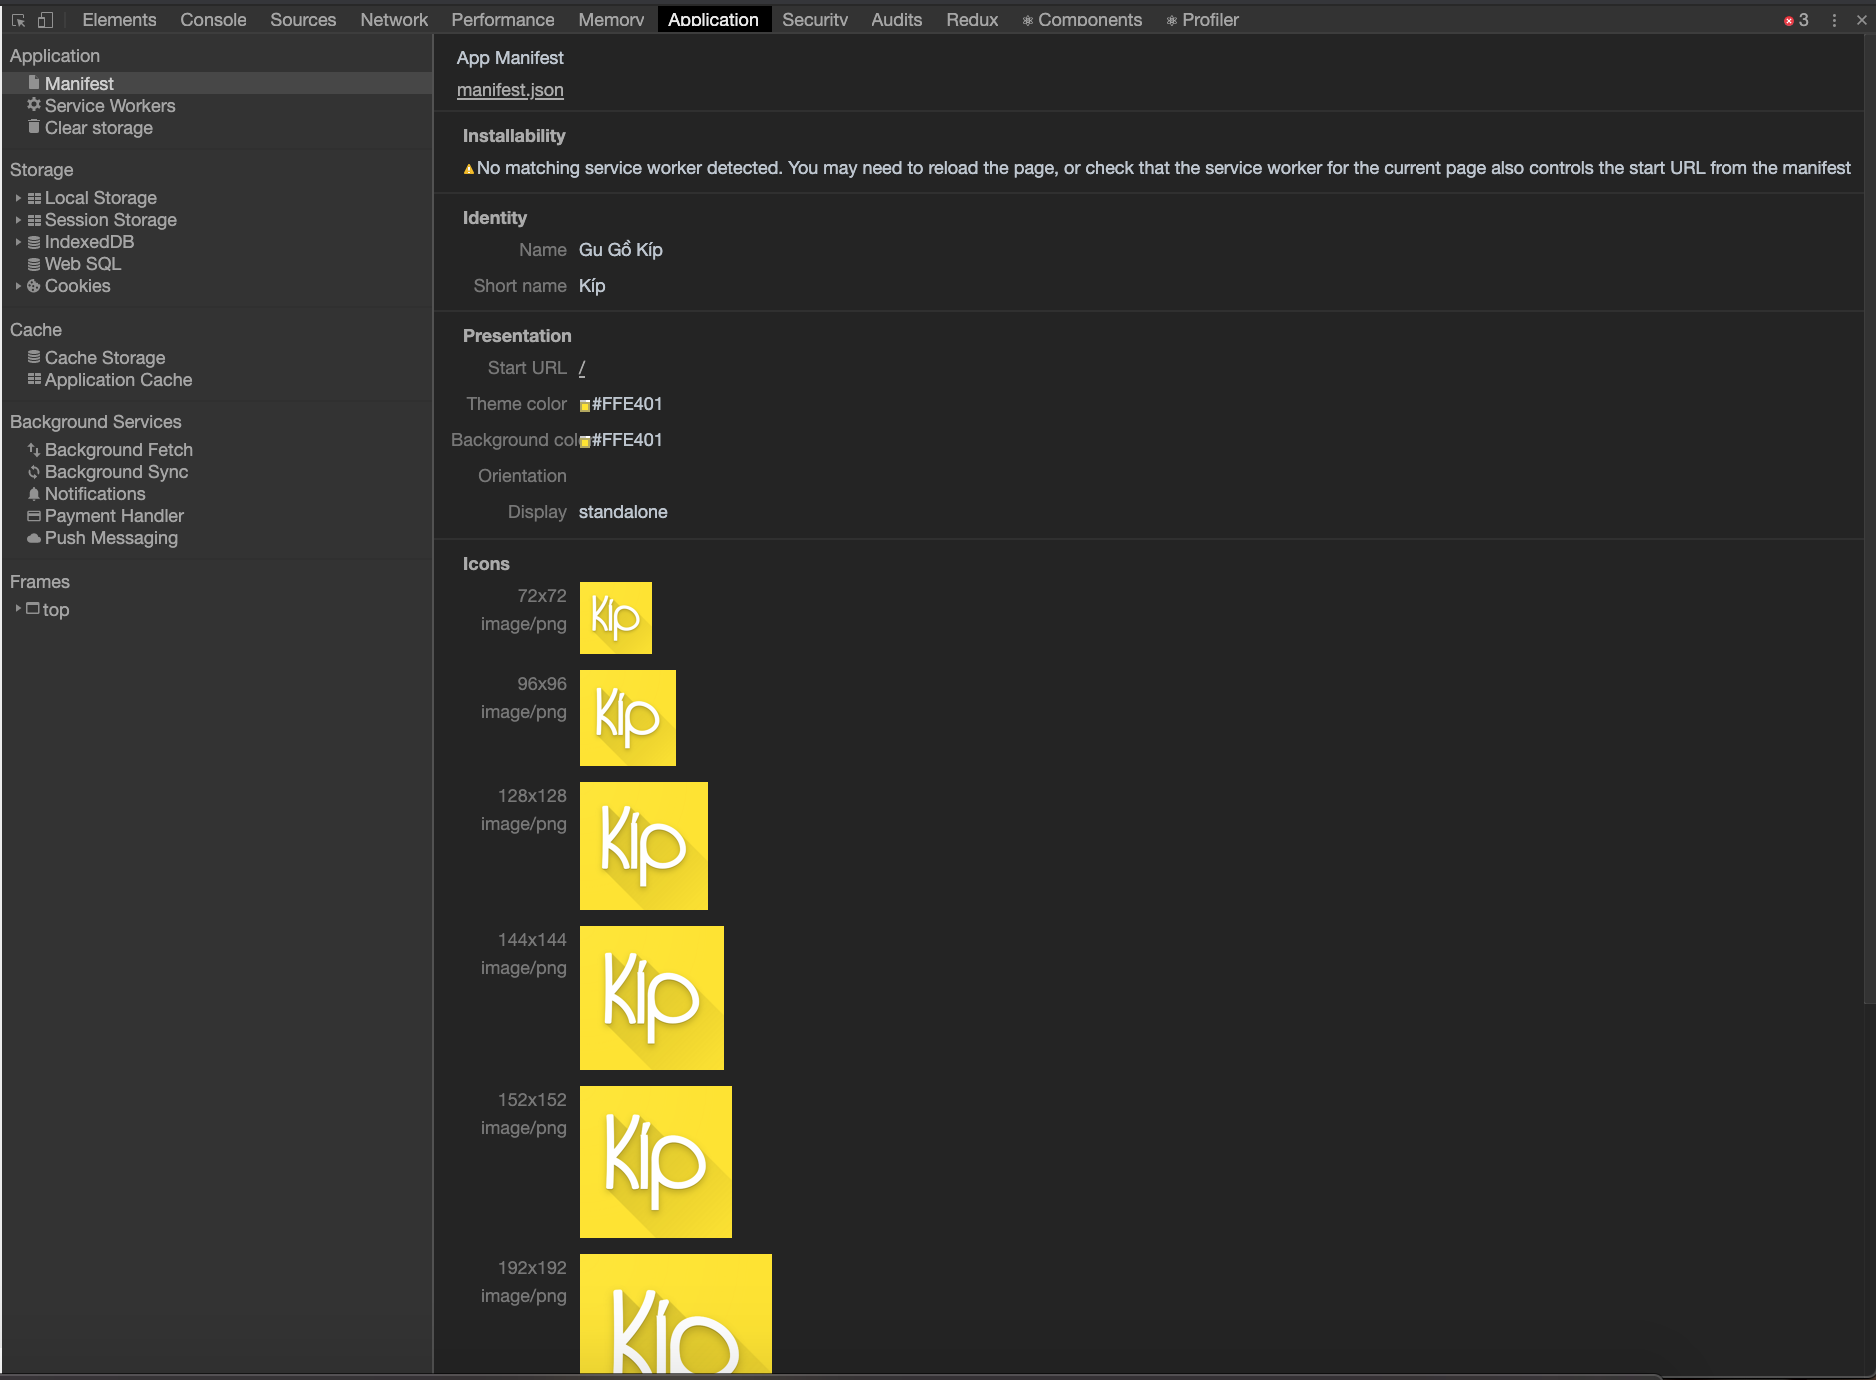 Elements Console Sources Network Performance Memory Application Security Audits Redux Components Profiler 3
Application
Manifest
Service Workers
Clear storage
Storage
Local Storage
Session Storage
IndexedDB
Web SQL
Cookies
Cache
Cache Storage
Application Cache
Background Services
Background Fetch
Background Sync
Notifications
Payment Handler
Push Messaging
Frames
top
App Manifest
manifest.json
Installability
No matching service worker detected. You may need to reload the page, or check that the service worker for the current page also controls the start URL from the manifest
Identity
Name Gu Gồ Kíp
Short name Kíp
Presentation
Start URL /
Theme color #FFE401
Background col #FFE401
Orientation
Display standalone
Icons
72x72
image/png
Kíp
96x96
image/png
Kíp
128x128
image/png
Kíp
144x144
image/png
Kíp
152x152
image/png
Kíp
192x192
image/png
Kíp